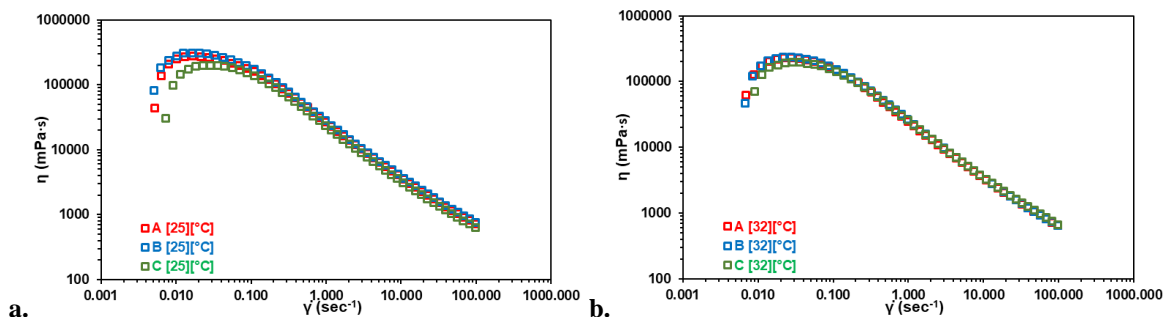 1000000
100000
10000
1000
100
η (mPa·s)
A [25][°C]
B [25][°C]
C [25][°C]
0.001 0.010 0.100 1.000 10.000 100.000 1000.000
γ̇ (sec⁻¹)
a.
1000000
100000
10000
1000
100
η (mPa·s)
A [32][°C]
B [32][°C]
C [32][°C]
0.001 0.010 0.100 1.000 10.000 100.000 1000.000
γ̇ (sec⁻¹)
b.